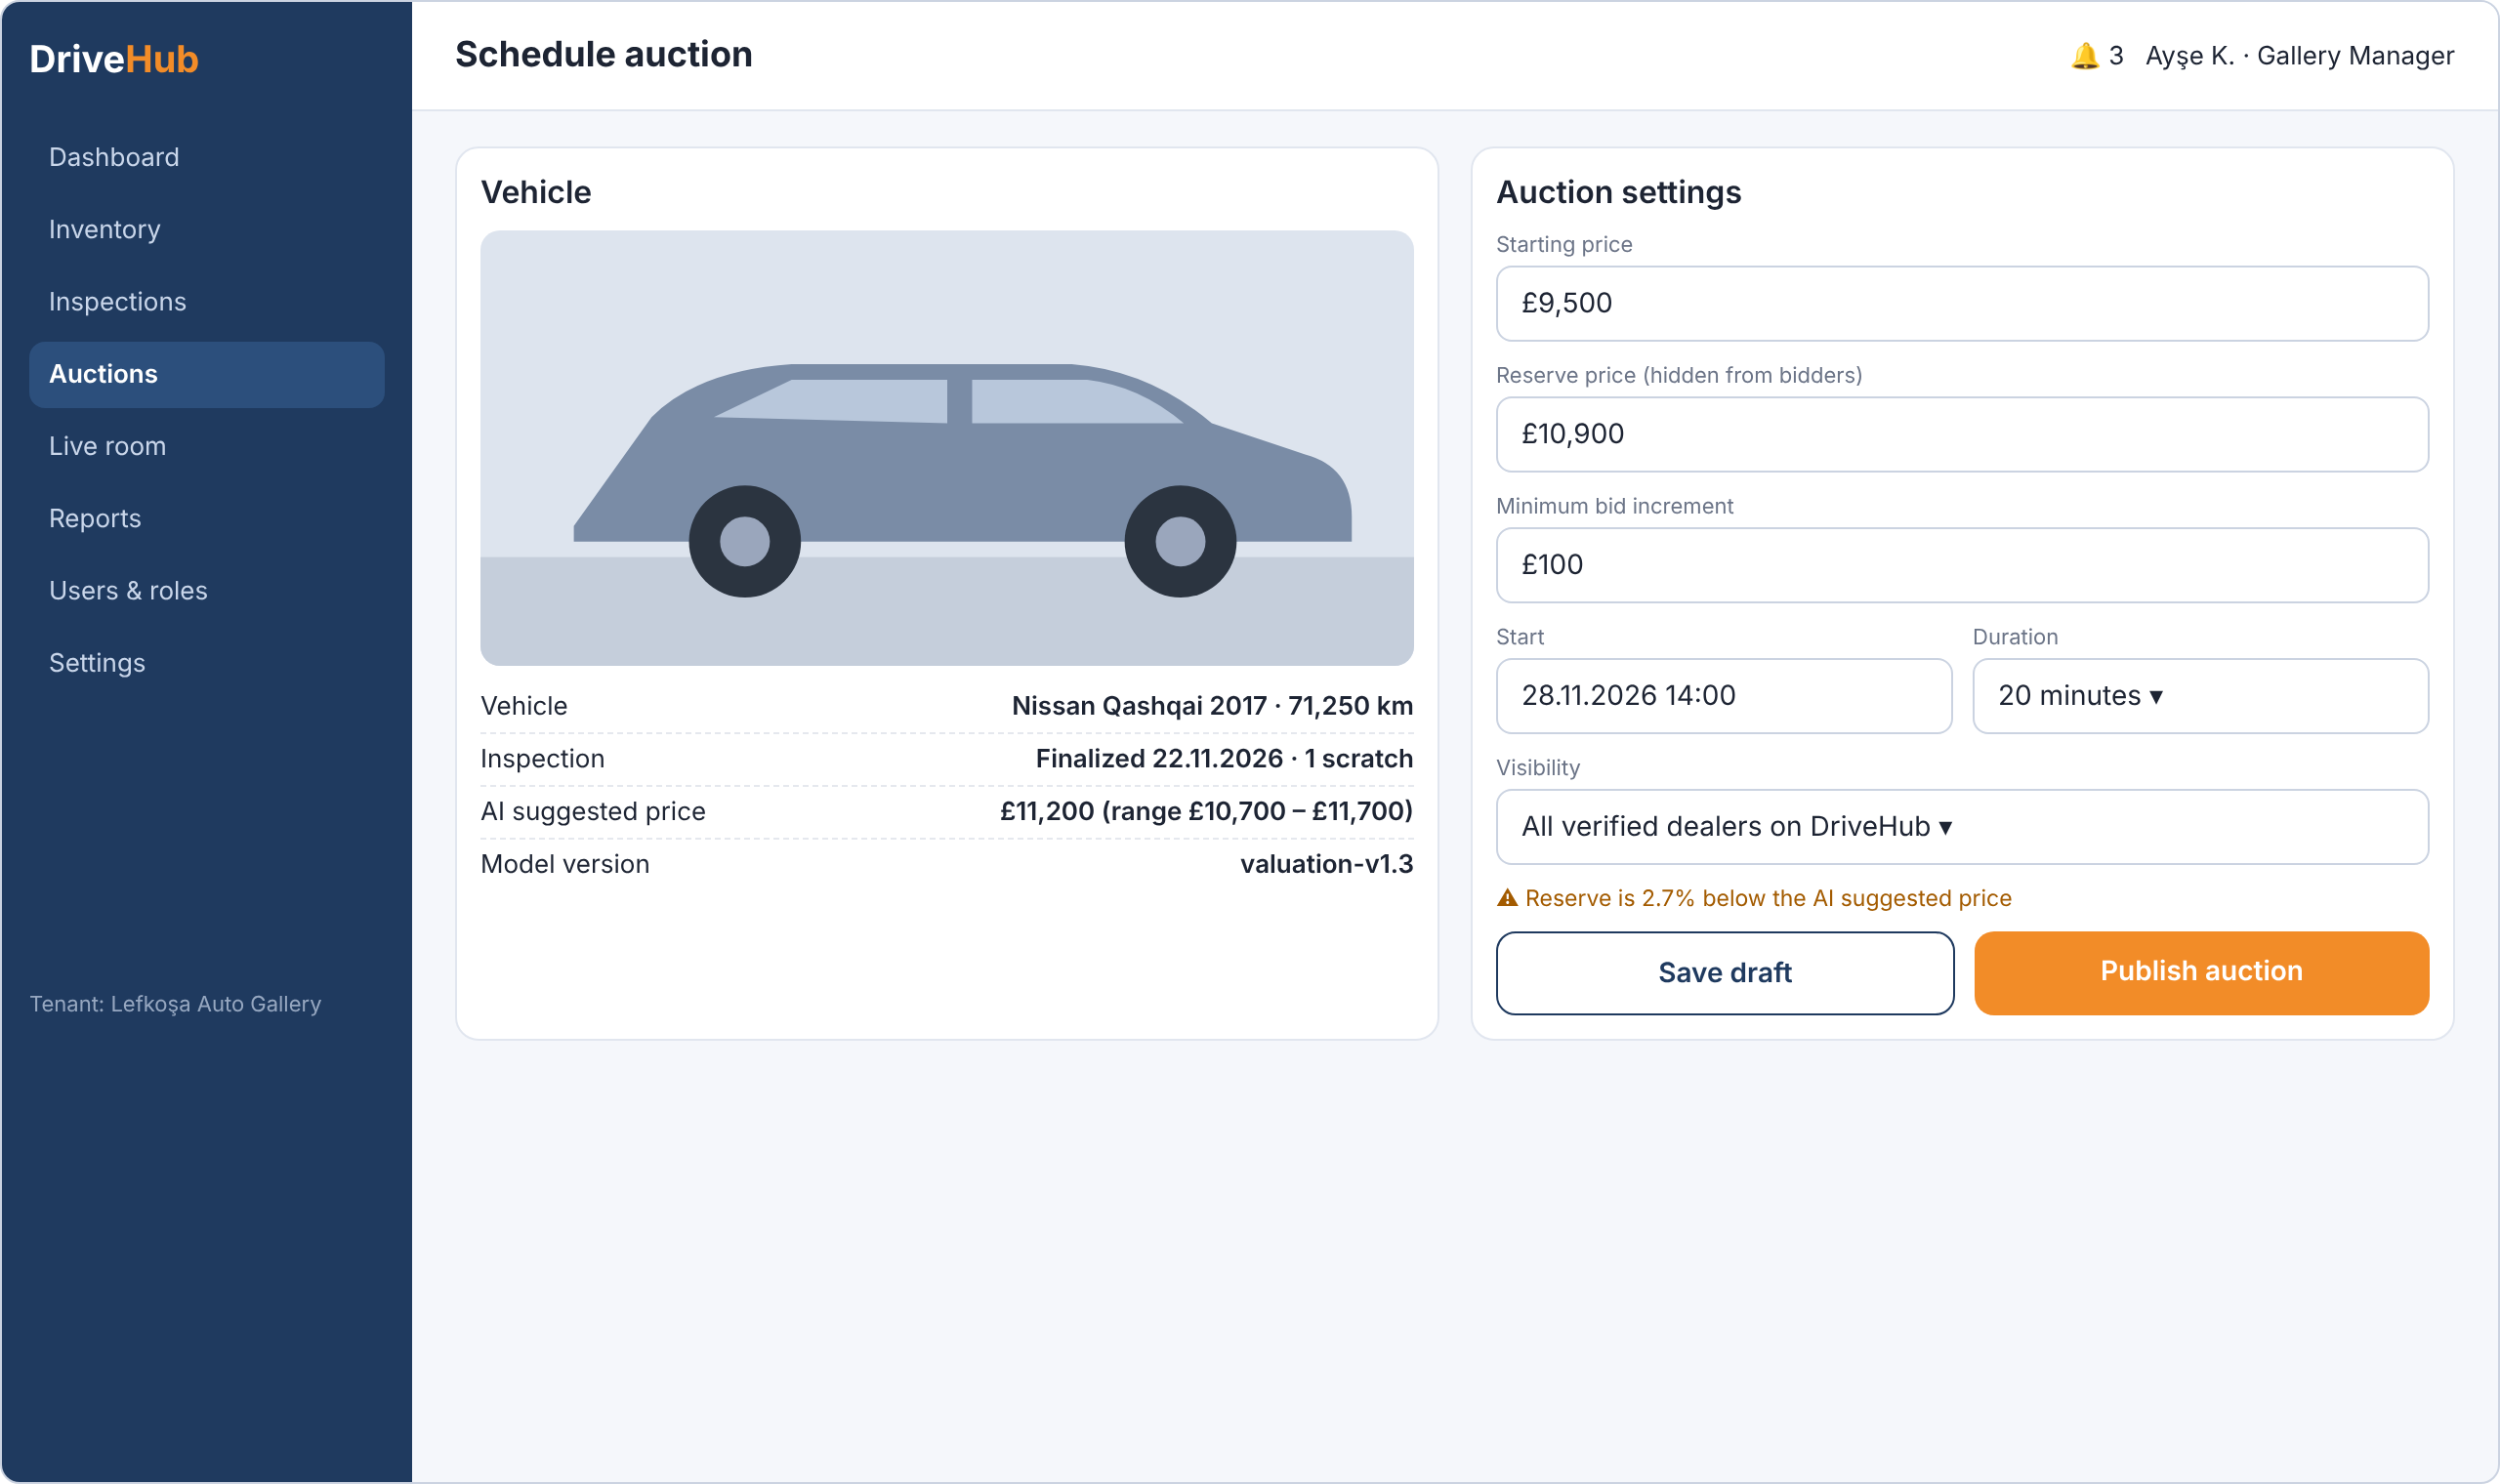 DriveHub
Dashboard
Inventory
Inspections
Auctions
Live room
Reports
Users & roles
Settings
Tenant: Lefkoşa Auto Gallery
Schedule auction
🔔 3 Ayşe K. · Gallery Manager
Vehicle
Vehicle Nissan Qashqai 2017 · 71,250 km
Inspection Finalized 22.11.2026 · 1 scratch
AI suggested price £11,200 (range £10,700 – £11,700)
Model version valuation-v1.3
Auction settings
Starting price
£9,500
Reserve price (hidden from bidders)
£10,900
Minimum bid increment
£100
Start Duration
28.11.2026 14:00 20 minutes ▾
Visibility
All verified dealers on DriveHub ▾
⚠ Reserve is 2.7% below the AI suggested price
Save draft Publish auction